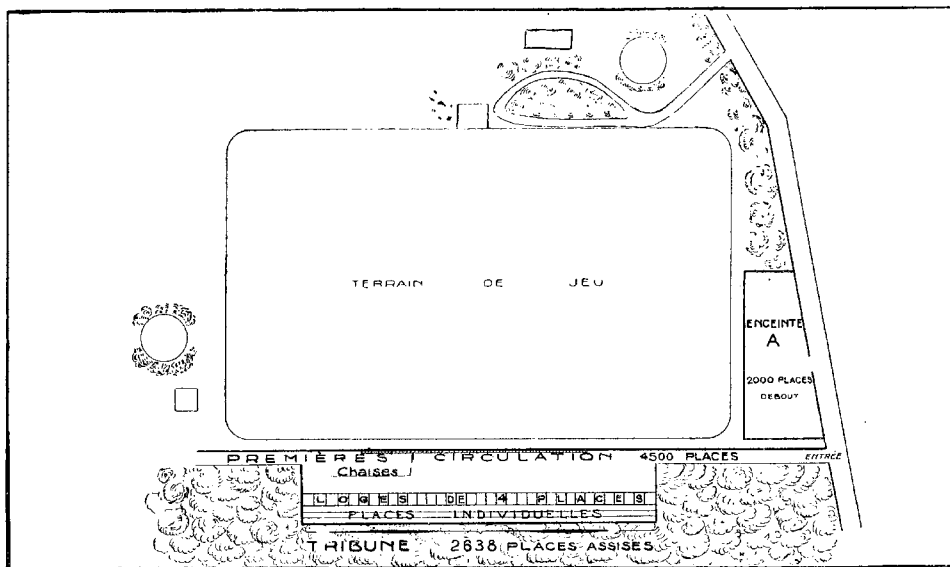 TERRAIN DE JEU
ENCEINTE
A
2000 PLACES
DEBOUT
PREMIÈRES CIRCULATION 4500 PLACES ENTRÉE
Chaises
LOGES DE 4 PLACES
PLACES INDIVIDUELLES
TRIBUNE 2638 PLACES ASSISES